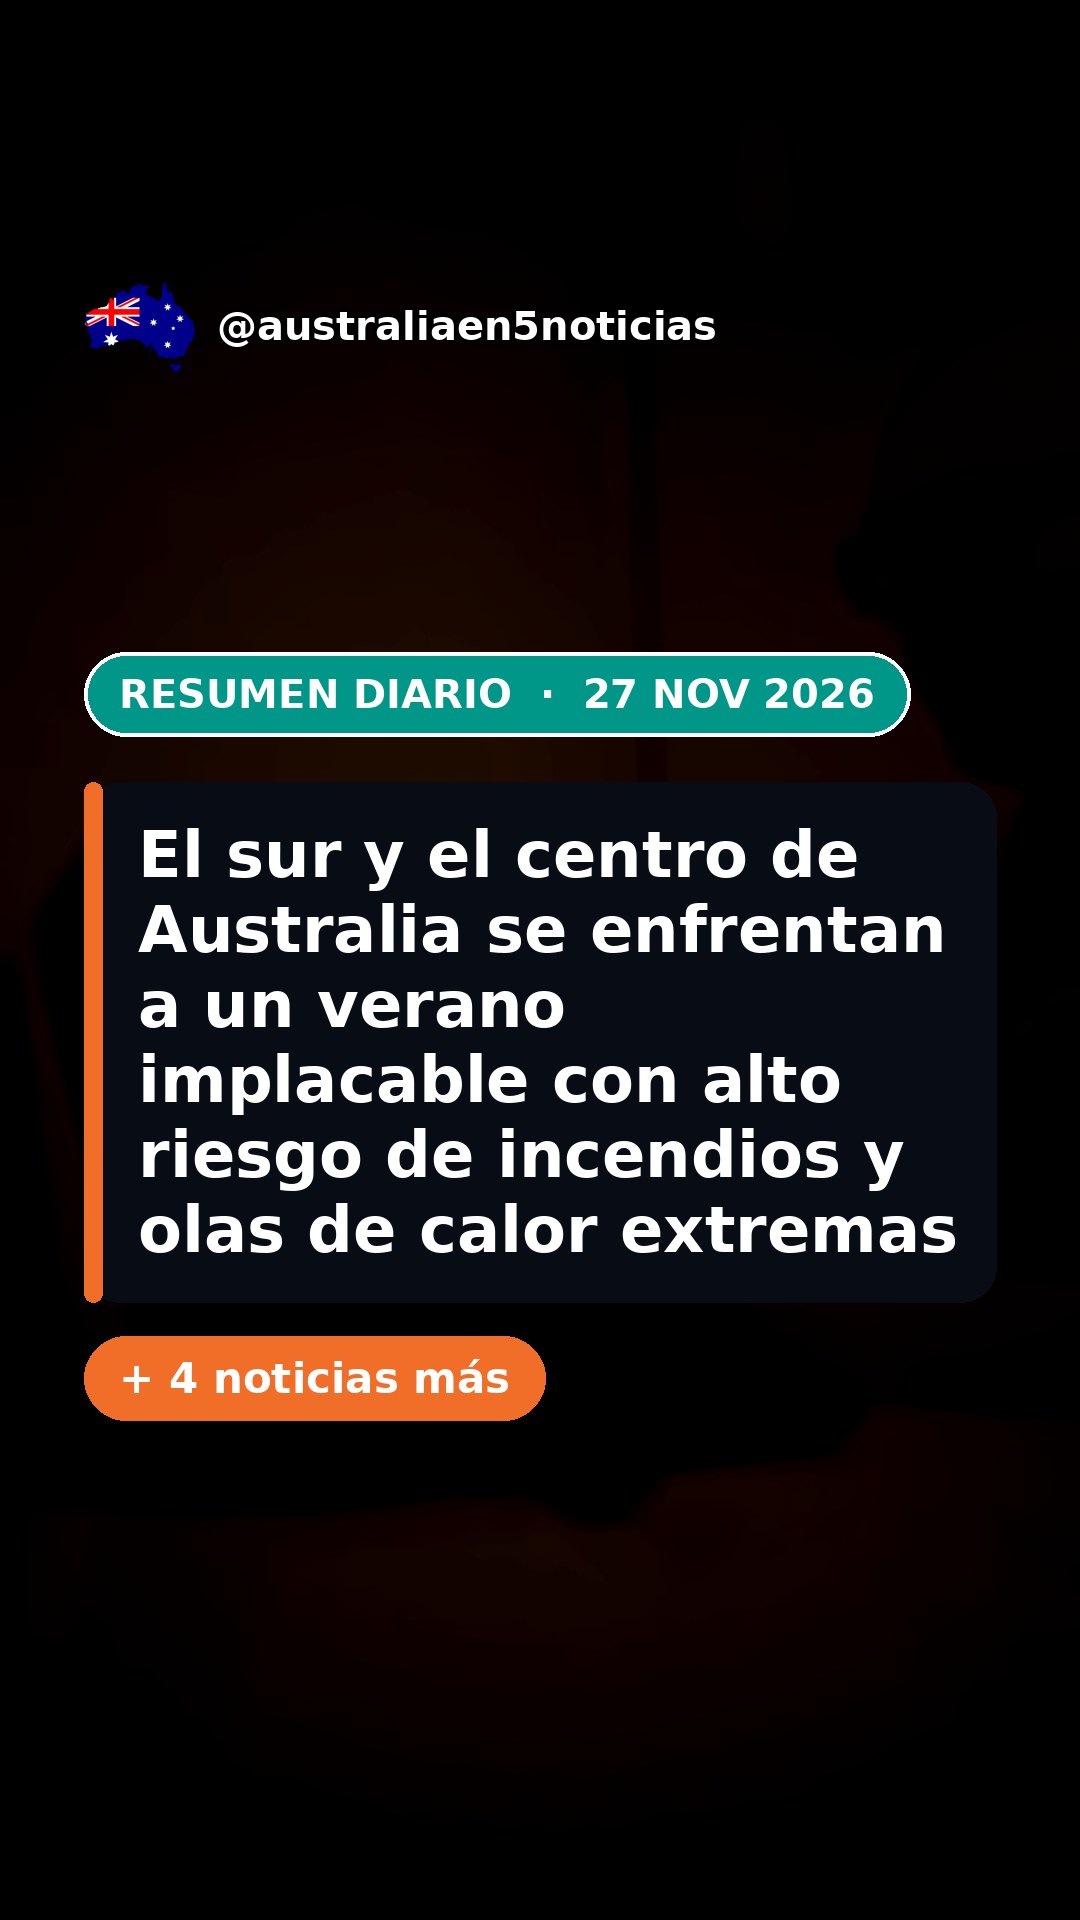 @australiaen5noticias
RESUMEN DIARIO · 27 NOV 2026
El sur y el centro de
Australia se enfrentan
a un verano
implacable con alto
riesgo de incendios y
olas de calor extremas
+ 4 noticias más